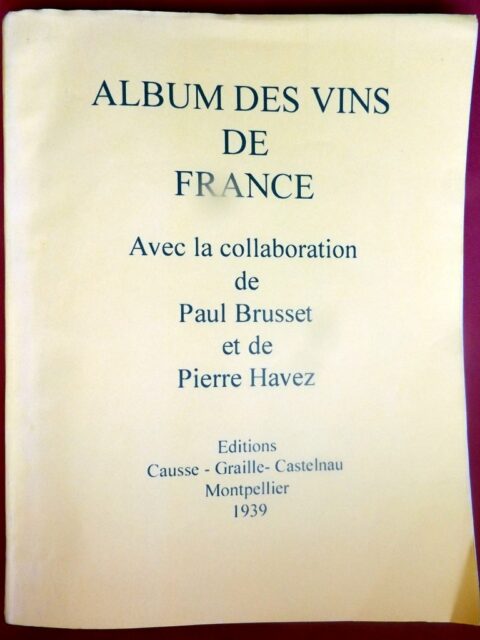 ALBUM DES VINS
DE
FRANCE
Avec la collaboration
de
Paul Brusset
et de
Pierre Havez
Editions
Causse - Graille- Castelnau
Montpellier
1939